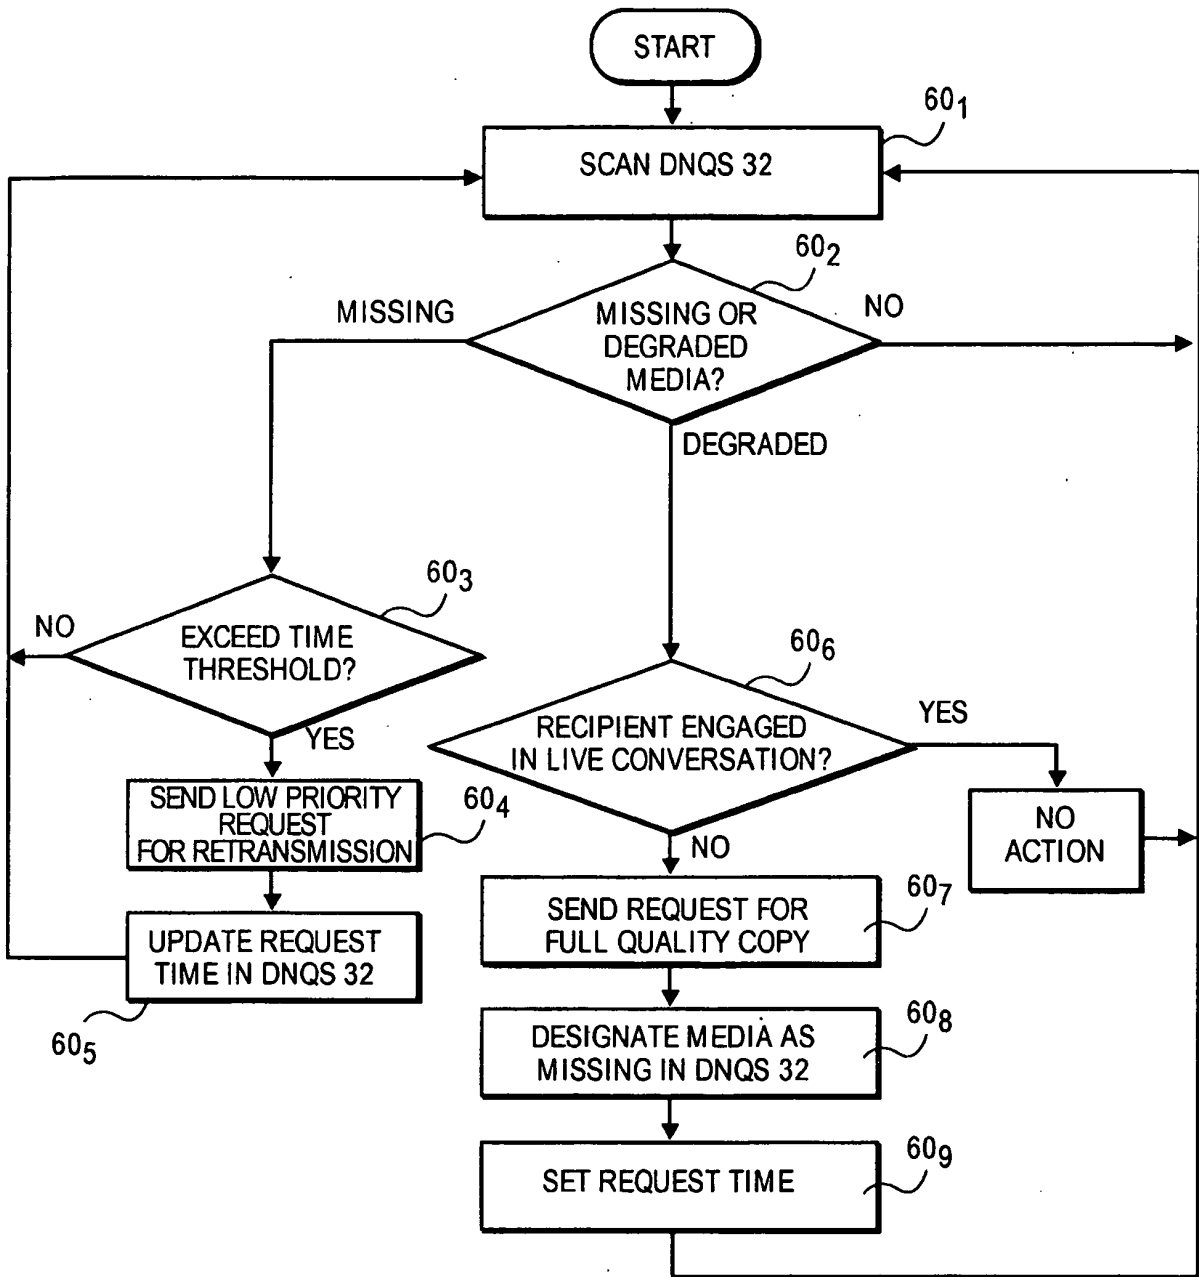 START
60₁
SCAN DNQS 32
60₂
MISSING
MISSING OR
DEGRADED
MEDIA?
NO
DEGRADED
60₃
NO
EXCEED TIME
THRESHOLD?
YES
60₆
RECIPIENT ENGAGED
IN LIVE CONVERSATION?
YES
SEND LOW PRIORITY
REQUEST
FOR RETRANSMISSION
60₄
NO
NO
ACTION
UPDATE REQUEST
TIME IN DNQS 32
60₅
SEND REQUEST FOR
FULL QUALITY COPY
60₇
DESIGNATE MEDIA AS
MISSING IN DNQS 32
60₈
SET REQUEST TIME
60₉